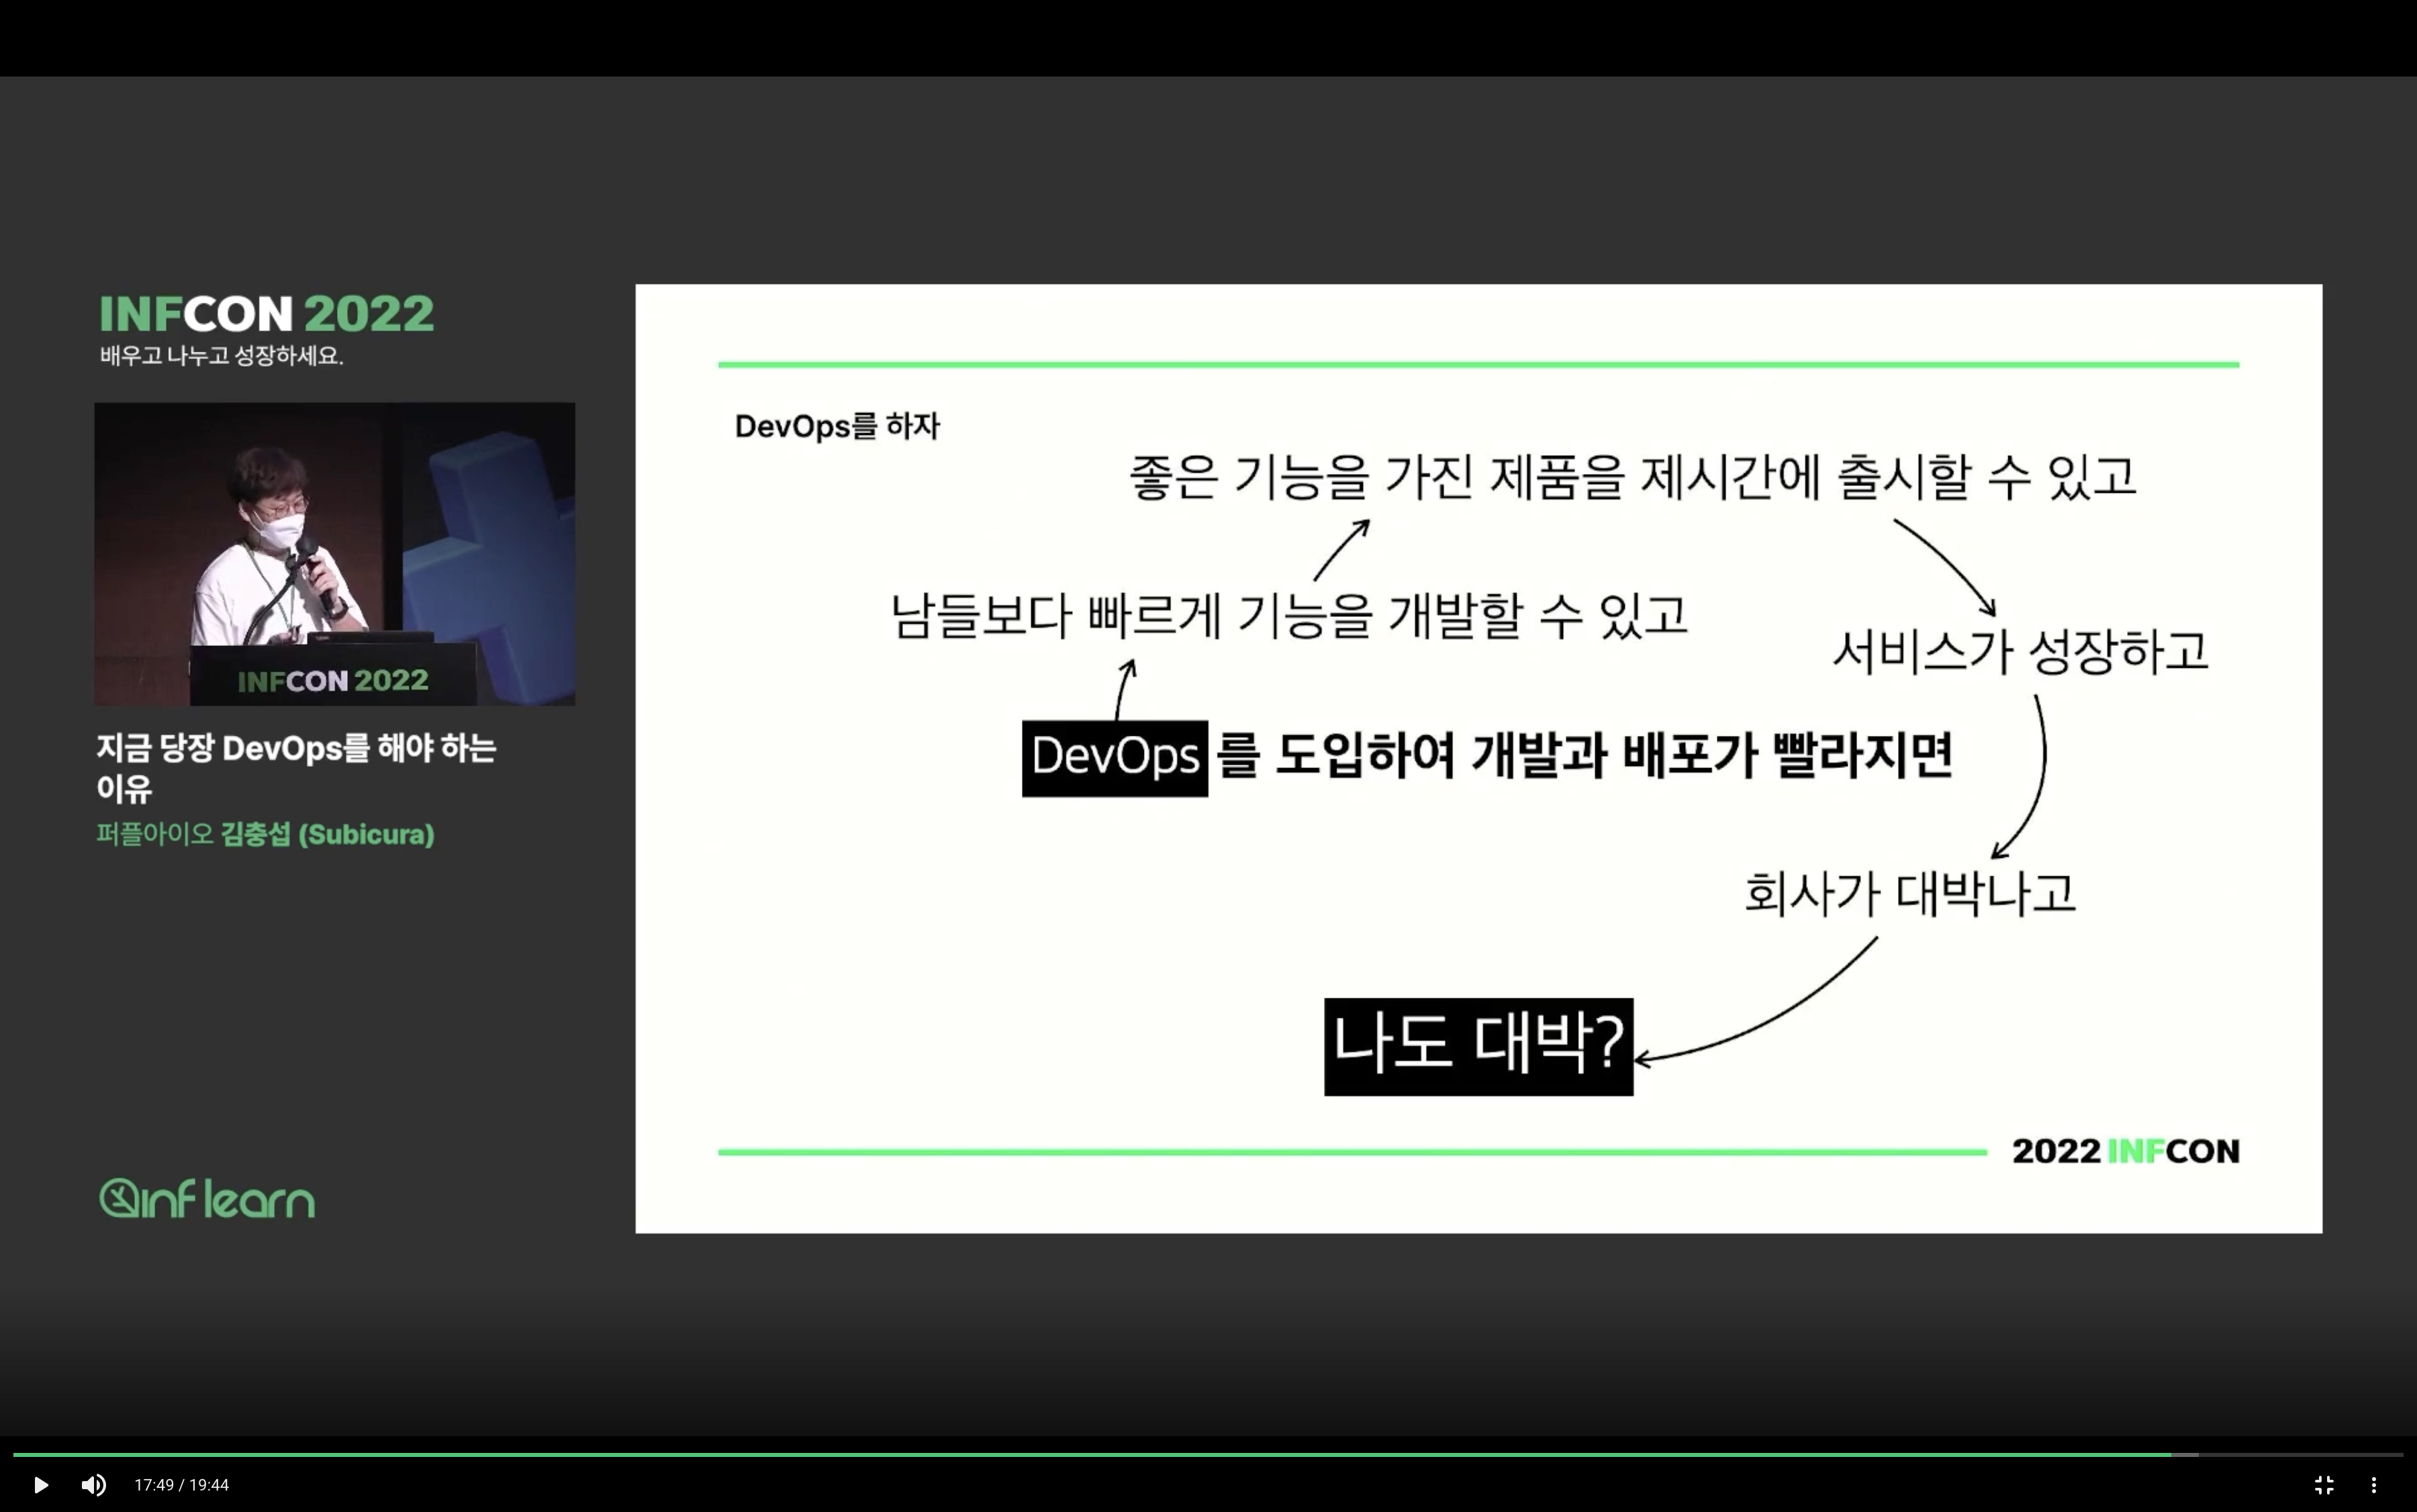 INFCON 2022
배우고 나누고 성장하세요.
INFCON 2022
지금 당장 DevOps를 해야 하는
이유
퍼플아이오 김충섭 (Subicura)
inflearn
DevOps를 하자
좋은 기능을 가진 제품을 제시간에 출시할 수 있고
남들보다 빠르게 기능을 개발할 수 있고
서비스가 성장하고
DevOps를 도입하여 개발과 배포가 빨라지면
회사가 대박나고
나도 대박?
2022 INFCON
17:49 / 19:44